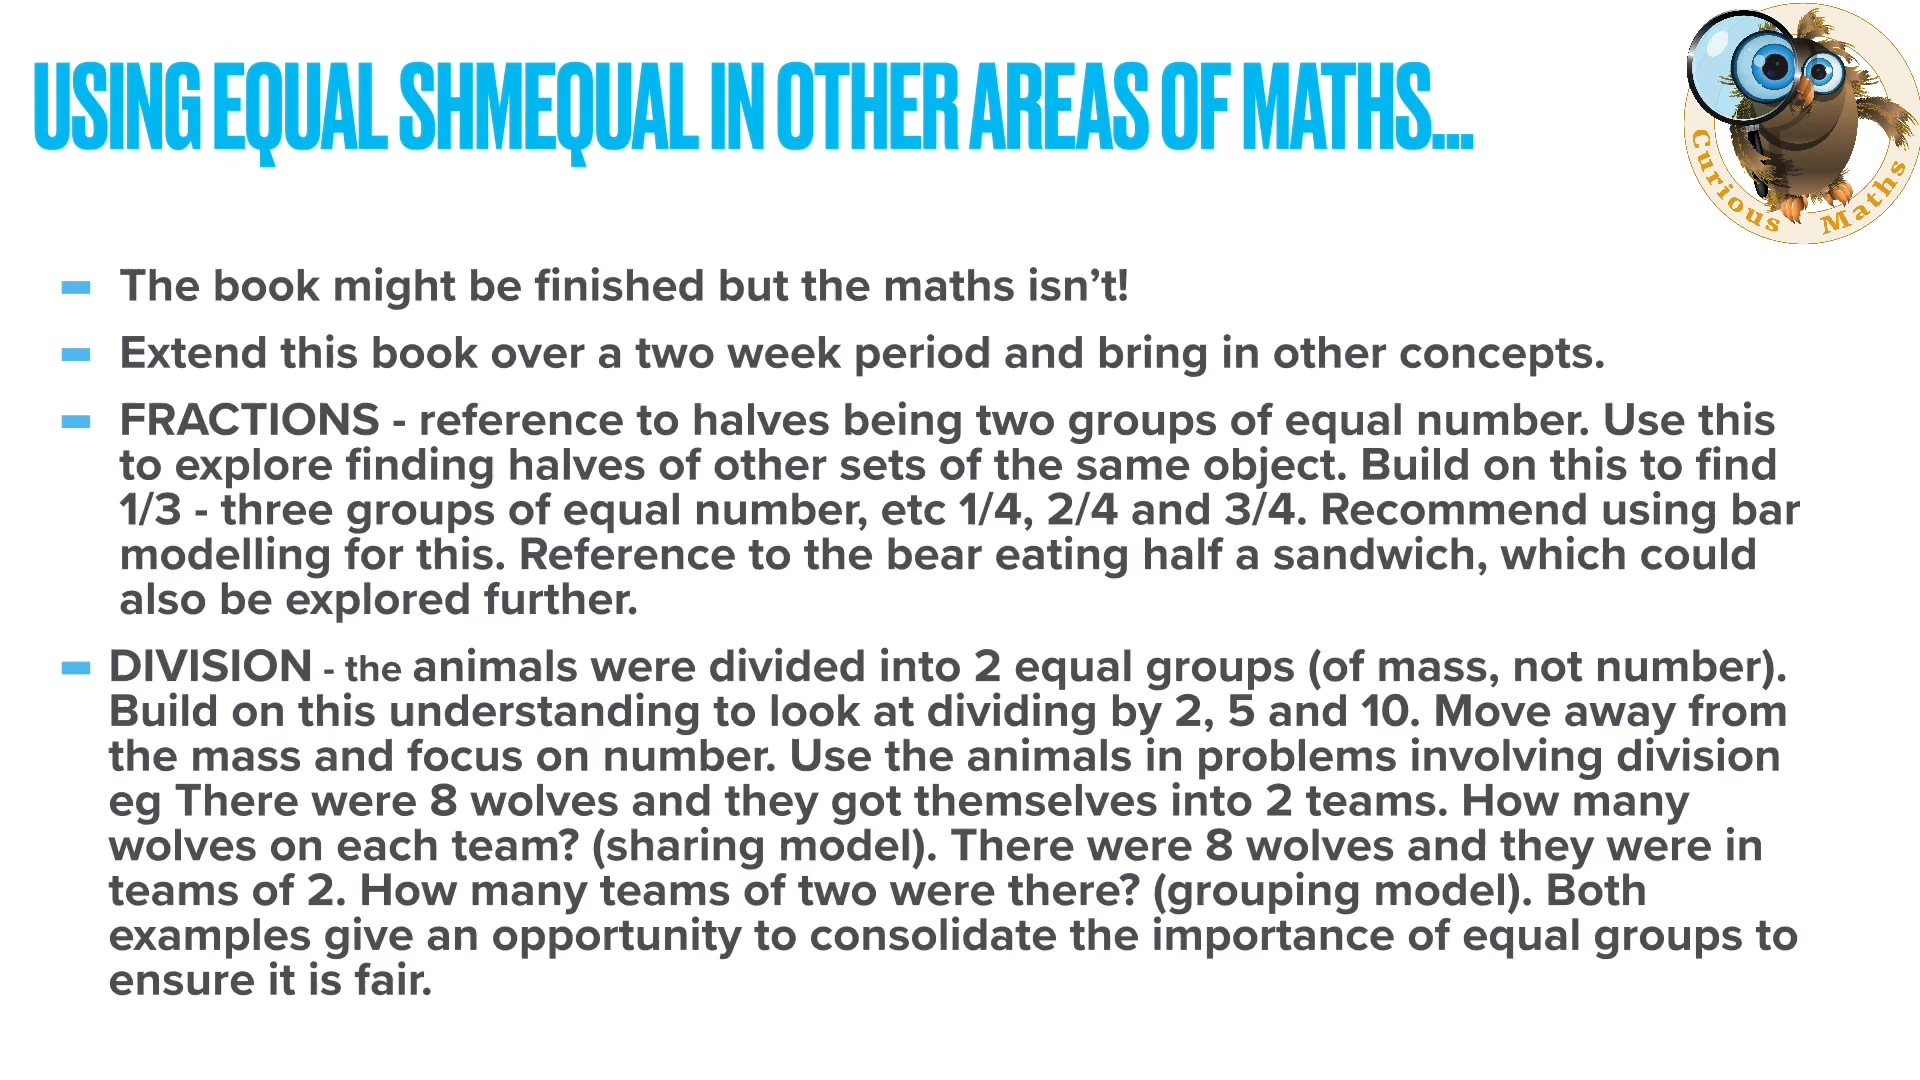 USING EQUAL SHMEQUAL IN OTHER AREAS OF MATHS...
Curious Maths
- The book might be finished but the maths isn’t!
- Extend this book over a two week period and bring in other concepts.
- FRACTIONS - reference to halves being two groups of equal number. Use this
to explore finding halves of other sets of the same object. Build on this to find
1/3 - three groups of equal number, etc 1/4, 2/4 and 3/4. Recommend using bar
modelling for this. Reference to the bear eating half a sandwich, which could
also be explored further.
- DIVISION - the animals were divided into 2 equal groups (of mass, not number).
Build on this understanding to look at dividing by 2, 5 and 10. Move away from
the mass and focus on number. Use the animals in problems involving division
eg There were 8 wolves and they got themselves into 2 teams. How many
wolves on each team? (sharing model). There were 8 wolves and they were in
teams of 2. How many teams of two were there? (grouping model). Both
examples give an opportunity to consolidate the importance of equal groups to
ensure it is fair.